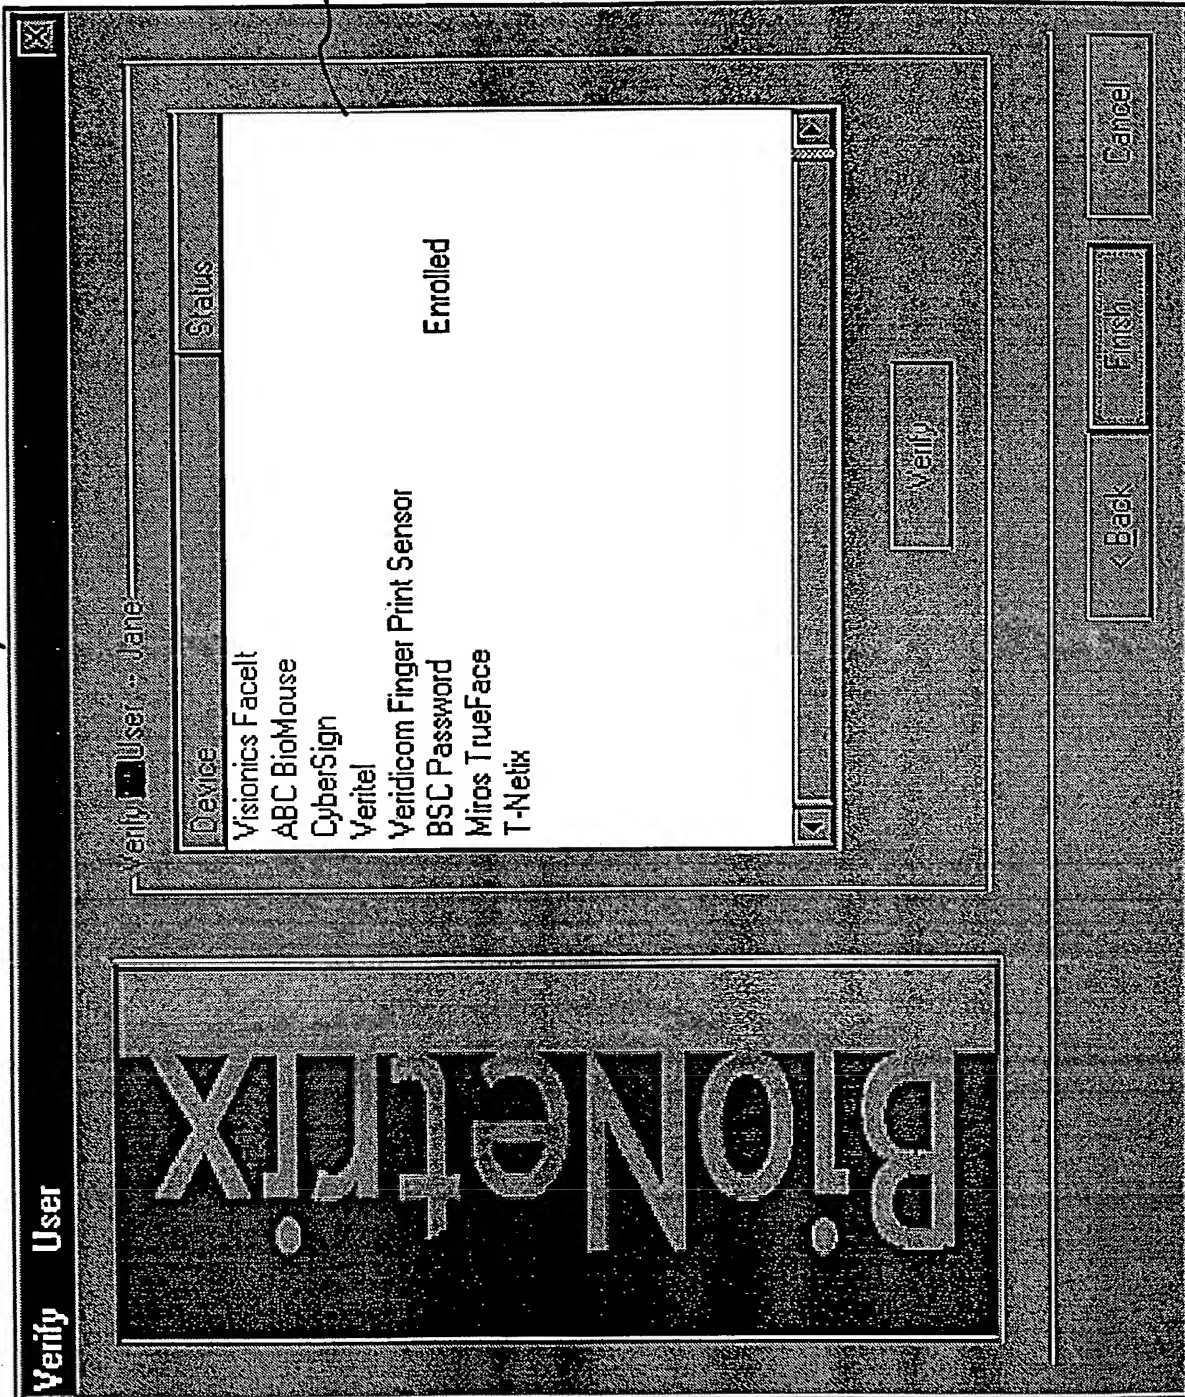 Verify User
BioNetrix
Verify User -- Jane
Device Status
Visionics FaceIt
ABC BioMouse
CyberSign
Veritel
Veridicom Finger Print Sensor
BSC Password Enrolled
Miros TrueFace
T-Netix
Verify
< Back Finish Cancel